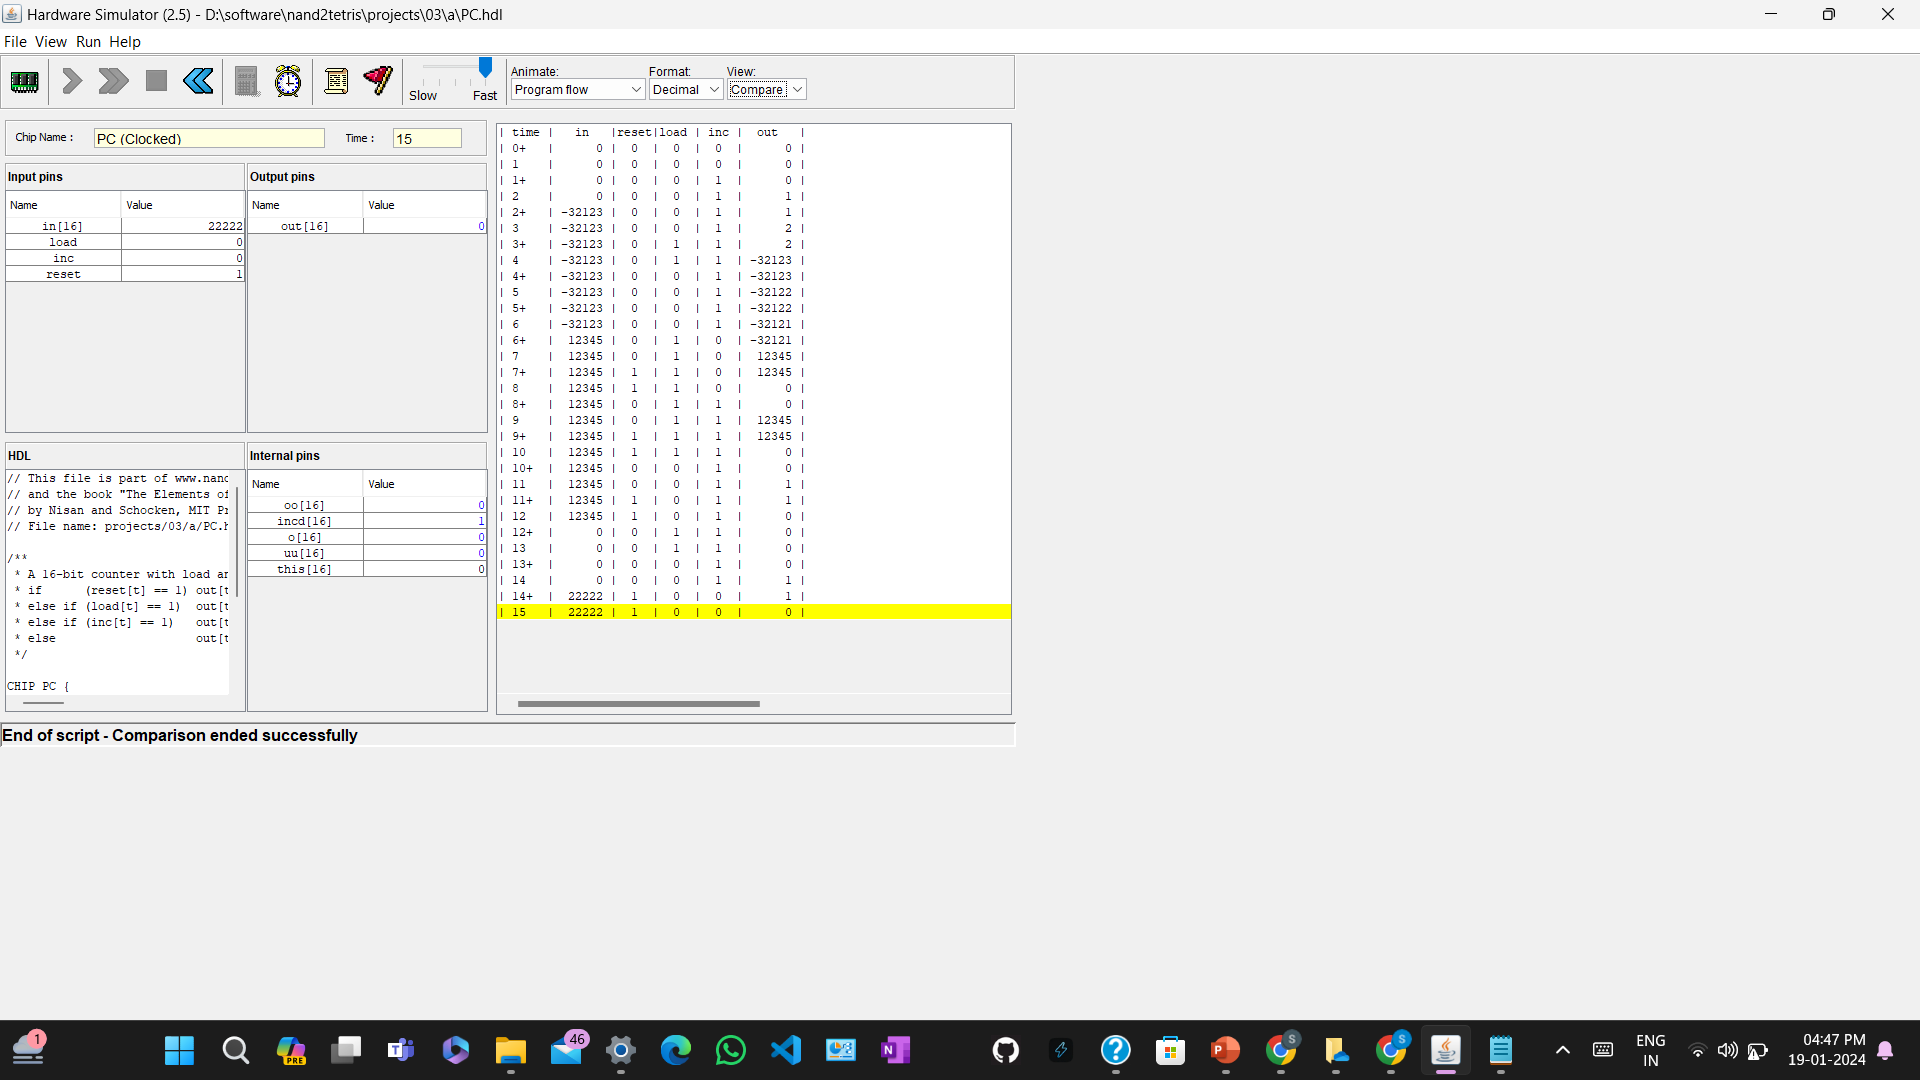 Hardware Simulator (2.5) - D:\software\nand2tetris\projects\03\a\PC.hdl
File View Run Help
Slow Fast
Animate: Format: View:
Program flow Decimal Compare
Chip Name : PC (Clocked) Time : 15
Input pins
Name Value
in[16] 22222
load 0
inc 0
reset 1
Output pins
Name Value
out[16] 0
HDL
// This file is part of www.nand
// and the book "The Elements of
// by Nisan and Schocken, MIT Pr
// File name: projects/03/a/PC.h
/**
* A 16-bit counter with load an
* if (reset[t] == 1) out[t
* else if (load[t] == 1) out[t
* else if (inc[t] == 1) out[t
* else out[t
*/
CHIP PC {
Internal pins
Name Value
oo[16] 0
incd[16] 1
o[16] 0
uu[16] 0
this[16] 0
| time | in |reset|load | inc | out |
| 0+ | 0 | 0 | 0 | 0 | 0 |
| 1 | 0 | 0 | 0 | 0 | 0 |
| 1+ | 0 | 0 | 0 | 1 | 0 |
| 2 | 0 | 0 | 0 | 1 | 1 |
| 2+ | -32123 | 0 | 0 | 1 | 1 |
| 3 | -32123 | 0 | 0 | 1 | 2 |
| 3+ | -32123 | 0 | 1 | 1 | 2 |
| 4 | -32123 | 0 | 1 | 1 | -32123 |
| 4+ | -32123 | 0 | 0 | 1 | -32123 |
| 5 | -32123 | 0 | 0 | 1 | -32122 |
| 5+ | -32123 | 0 | 0 | 1 | -32122 |
| 6 | -32123 | 0 | 0 | 1 | -32121 |
| 6+ | 12345 | 0 | 1 | 0 | -32121 |
| 7 | 12345 | 0 | 1 | 0 | 12345 |
| 7+ | 12345 | 1 | 1 | 0 | 12345 |
| 8 | 12345 | 1 | 1 | 0 | 0 |
| 8+ | 12345 | 0 | 1 | 1 | 0 |
| 9 | 12345 | 0 | 1 | 1 | 12345 |
| 9+ | 12345 | 1 | 1 | 1 | 12345 |
| 10 | 12345 | 1 | 1 | 1 | 0 |
| 10+ | 12345 | 0 | 0 | 1 | 0 |
| 11 | 12345 | 0 | 0 | 1 | 1 |
| 11+ | 12345 | 1 | 0 | 1 | 1 |
| 12 | 12345 | 1 | 0 | 1 | 0 |
| 12+ | 0 | 0 | 1 | 1 | 0 |
| 13 | 0 | 0 | 1 | 1 | 0 |
| 13+ | 0 | 0 | 0 | 1 | 0 |
| 14 | 0 | 0 | 0 | 1 | 1 |
| 14+ | 22222 | 1 | 0 | 0 | 1 |
| 15 | 22222 | 1 | 0 | 0 | 0 |
End of script - Comparison ended successfully
1
PRE
46
S
S
ENG
IN
04:47 PM
19-01-2024